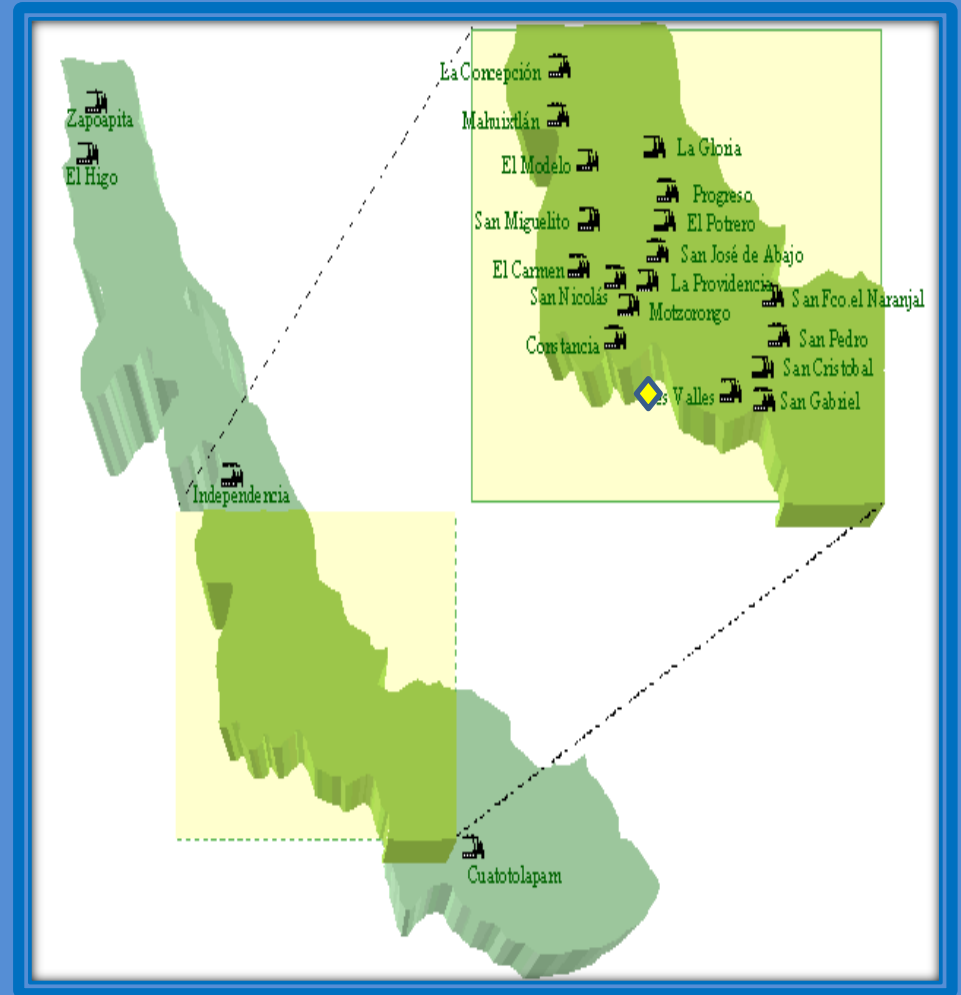 La Concepción
Zapoapita
Mahuixtlán
La Gloria
El Modelo
El Higo
Progreso
San Miguelito
El Potrero
San José de Abajo
El Carmen
La Providencia
San Nicolás
San Fco.el Naranjal
Motzorongo
San Pedro
Constancia
San Cristobal
es Valles
San Gabriel
Independencia
Cuatotolapam